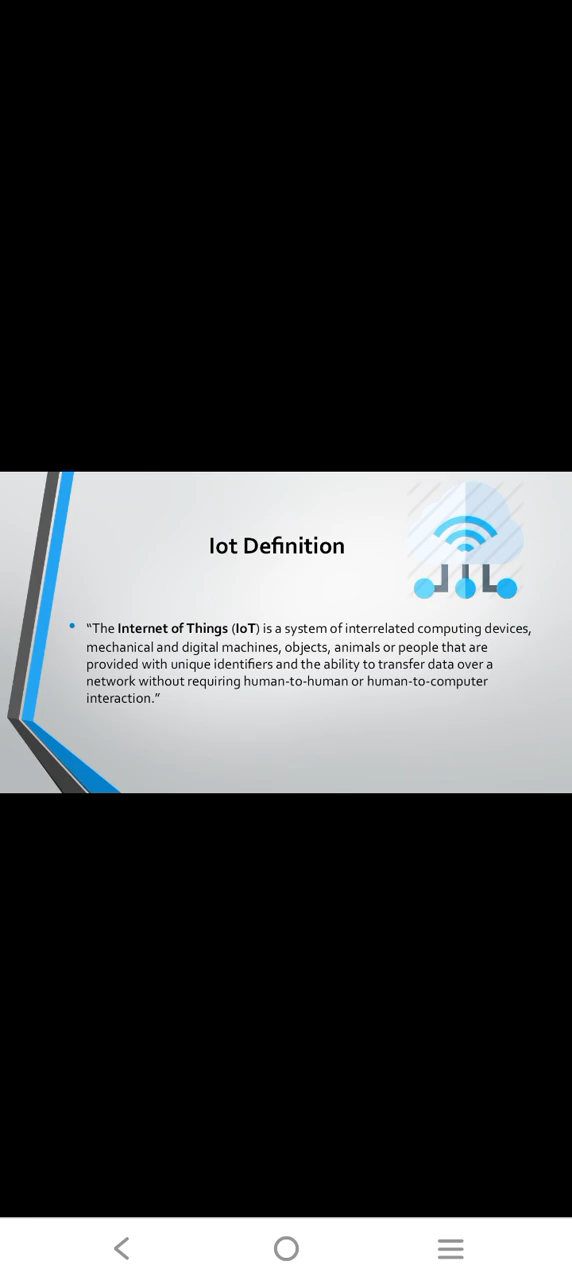 Iot Definition
• “The Internet of Things (IoT) is a system of interrelated computing devices,
mechanical and digital machines, objects, animals or people that are
provided with unique identifiers and the ability to transfer data over a
network without requiring human-to-human or human-to-computer
interaction.”